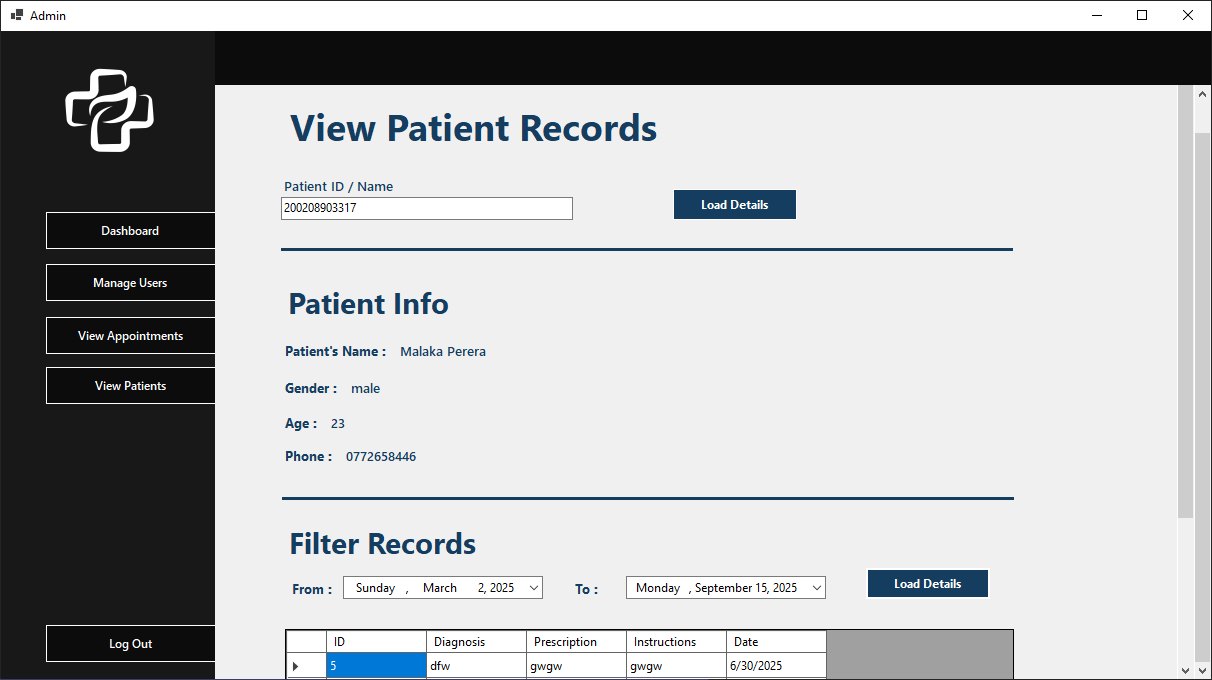 Admin
View Patient Records
Patient ID / Name
200208903317
Load Details
Dashboard
Manage Users
View Appointments
View Patients
Patient Info
Patient's Name : Malaka Perera
Gender : male
Age : 23
Phone : 0772658446
Filter Records
From : Sunday , March 2, 2025 To : Monday , September 15, 2025 Load Details
Log Out
ID Diagnosis Prescription Instructions Date
5 dfw gwgw gwgw 6/30/2025